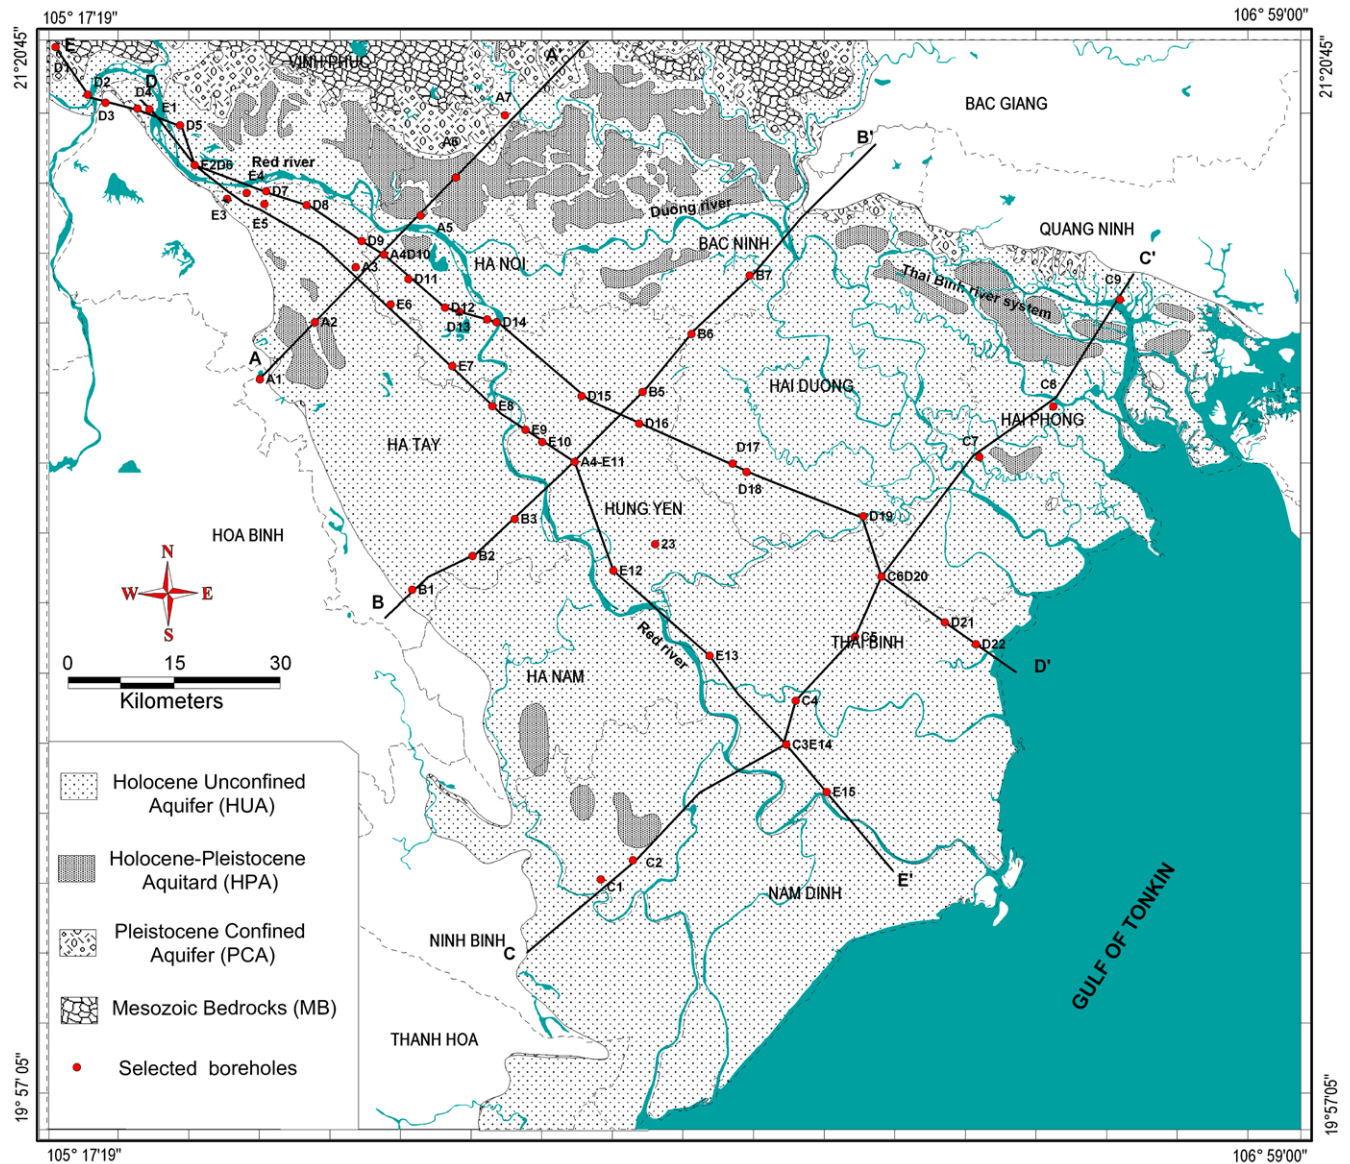 105° 17'19"
106° 59'00"
21°20'45"
21°20'45"
E
D1
D2
D3
D4
D
E1
D5
VINH PHUC
A'
A7
A6
BAC GIANG
B'
E2D6
Red river
E4
D7
E3
E5
D8
Duong river
A5
QUANG NINH
BAC NINH
C'
D9
A4D10
HA NOI
A3
D11
B7
Thai Binh river system
C9
E6
D12
D13
D14
A2
B6
A
A1
E7
HAI DUONG
C8
D15
B5
E8
D16
HAI PHONG
HA TAY
E9
E10
D17
C7
A4-E11
D18
HUNG YEN
B3
D19
HOA BINH
23
B2
N
W E
S
E12
C6D20
B1
B
D21
Red river
C5
THAI BINH
D22
0 15 30
Kilometers
E13
D'
HA NAM
C4
C3E14
E15
Holocene Unconfined
Aquifer (HUA)
Holocene-Pleistocene
Aquitard (HPA)
C2
C1
E'
NAM DINH
GULF OF TONKIN
Pleistocene Confined
Aquifer (PCA)
NINH BINH
C
Mesozoic Bedrocks (MB)
THANH HOA
Selected boreholes
19° 57' 05"
19°57'05"
105° 17'19"
106° 59'00"